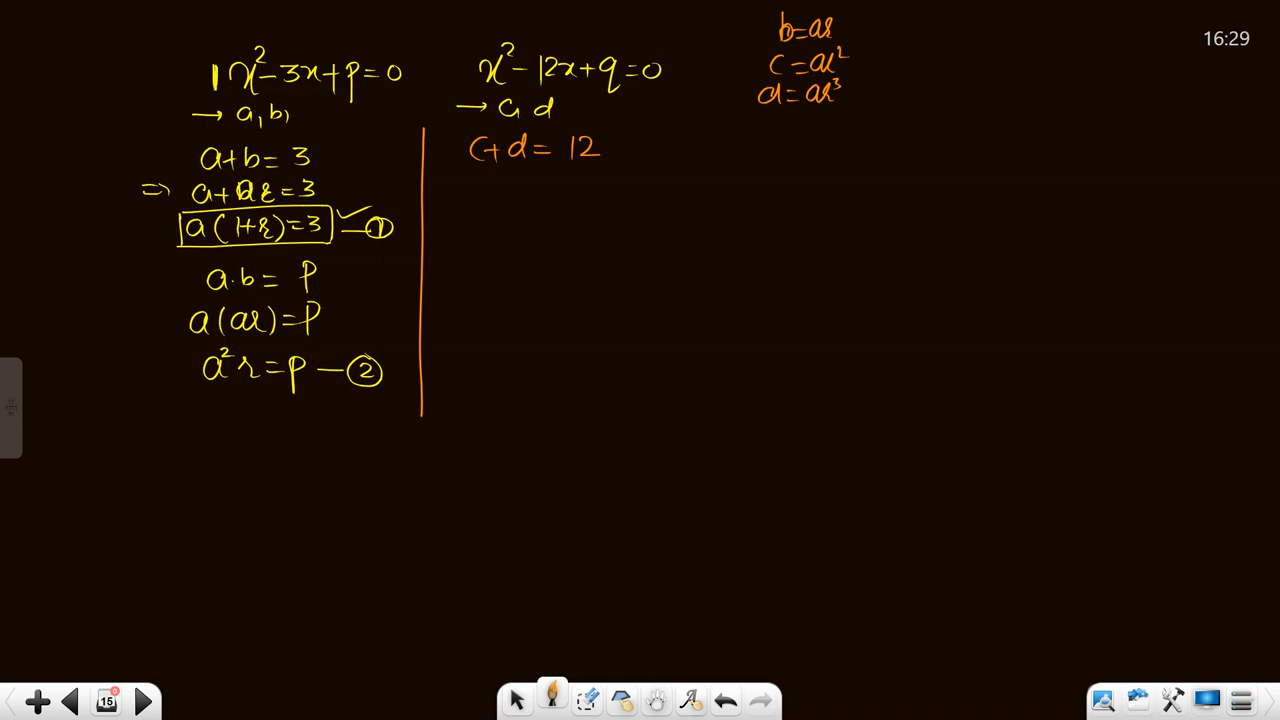 1x²-3x+p=0
→ a, b,
a+b= 3
⇒ a+ar=3
a(1+r)=3 ✓—①
a.b= p
a(ar)=p
a²r=p —②
x²-12x+q=0
→ c, d
c+d= 12
b=ar
c=ar²
d=ar³
16:29
15
0